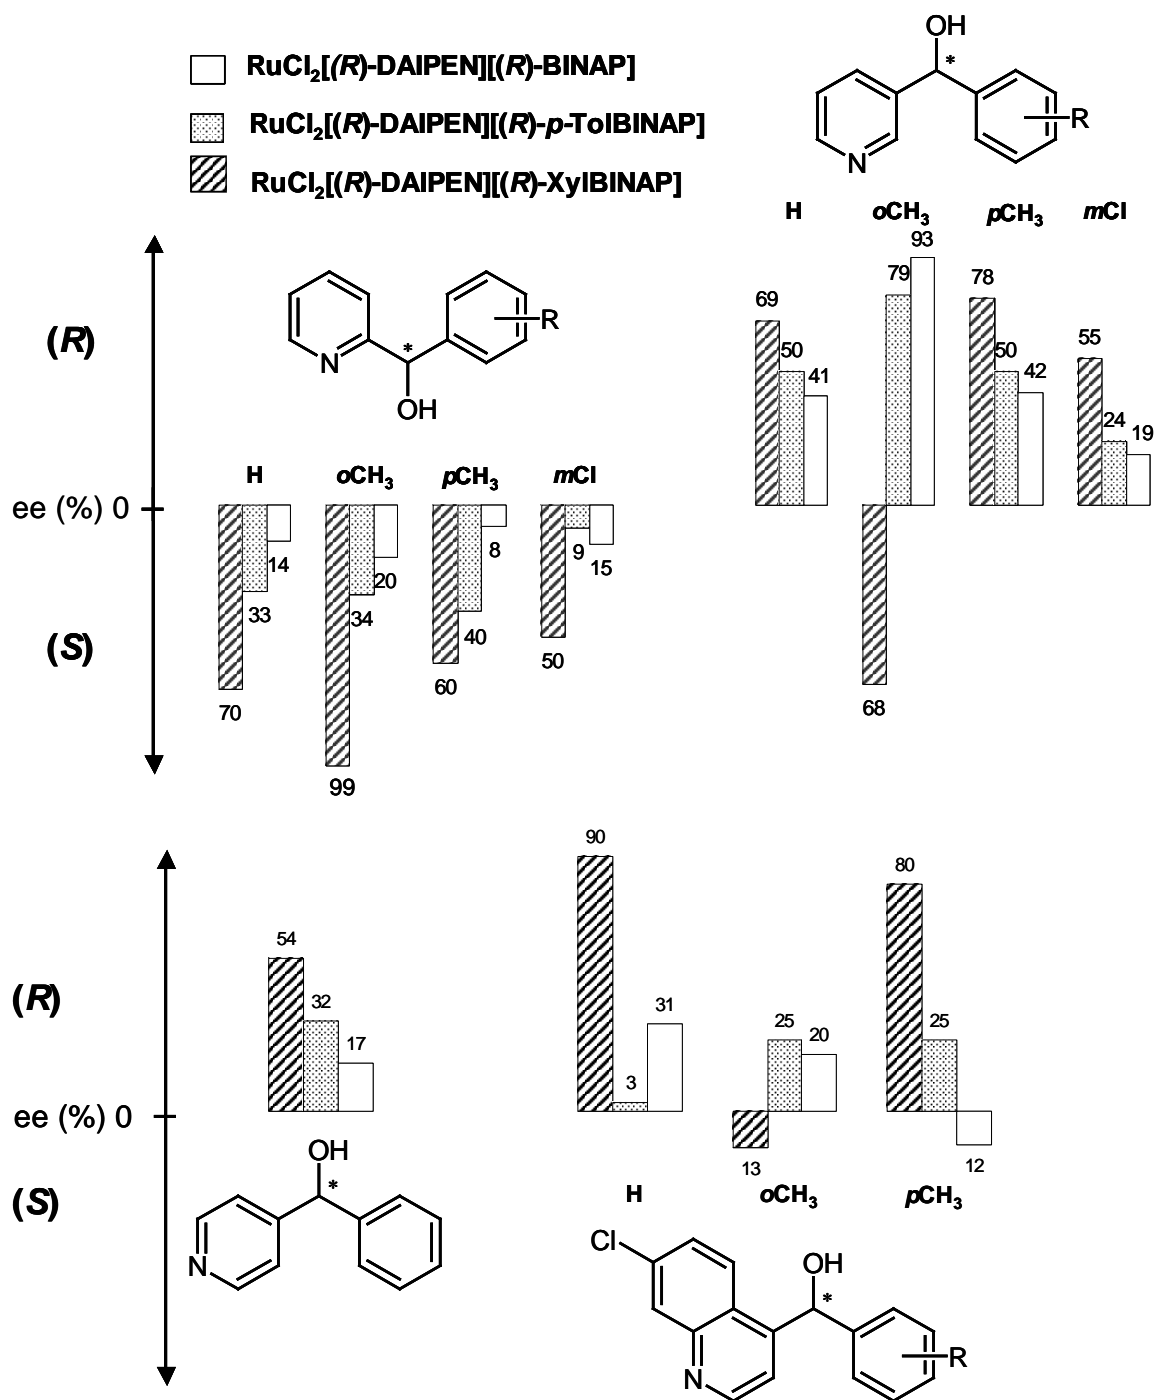 OH
*
RuCl2[(R)-DAIPEN][(R)-BINAP]
RuCl2[(R)-DAIPEN][(R)-p-TolBINAP]
RuCl2[(R)-DAIPEN][(R)-XylBINAP]
N
R
H
oCH3
pCH3
mCl
93
79
78
69
55
50
50
41
42
24
19
68
(R)
N
*
R
OH
H
oCH3
pCH3
mCl
ee (%) 0
14
33
70
20
34
99
8
40
60
9
15
50
(S)
90
80
54
32
17
(R)
31
3
25
20
25
ee (%) 0
13
12
OH
*
N
(S)
H
oCH3
pCH3
Cl
OH
*
N
R